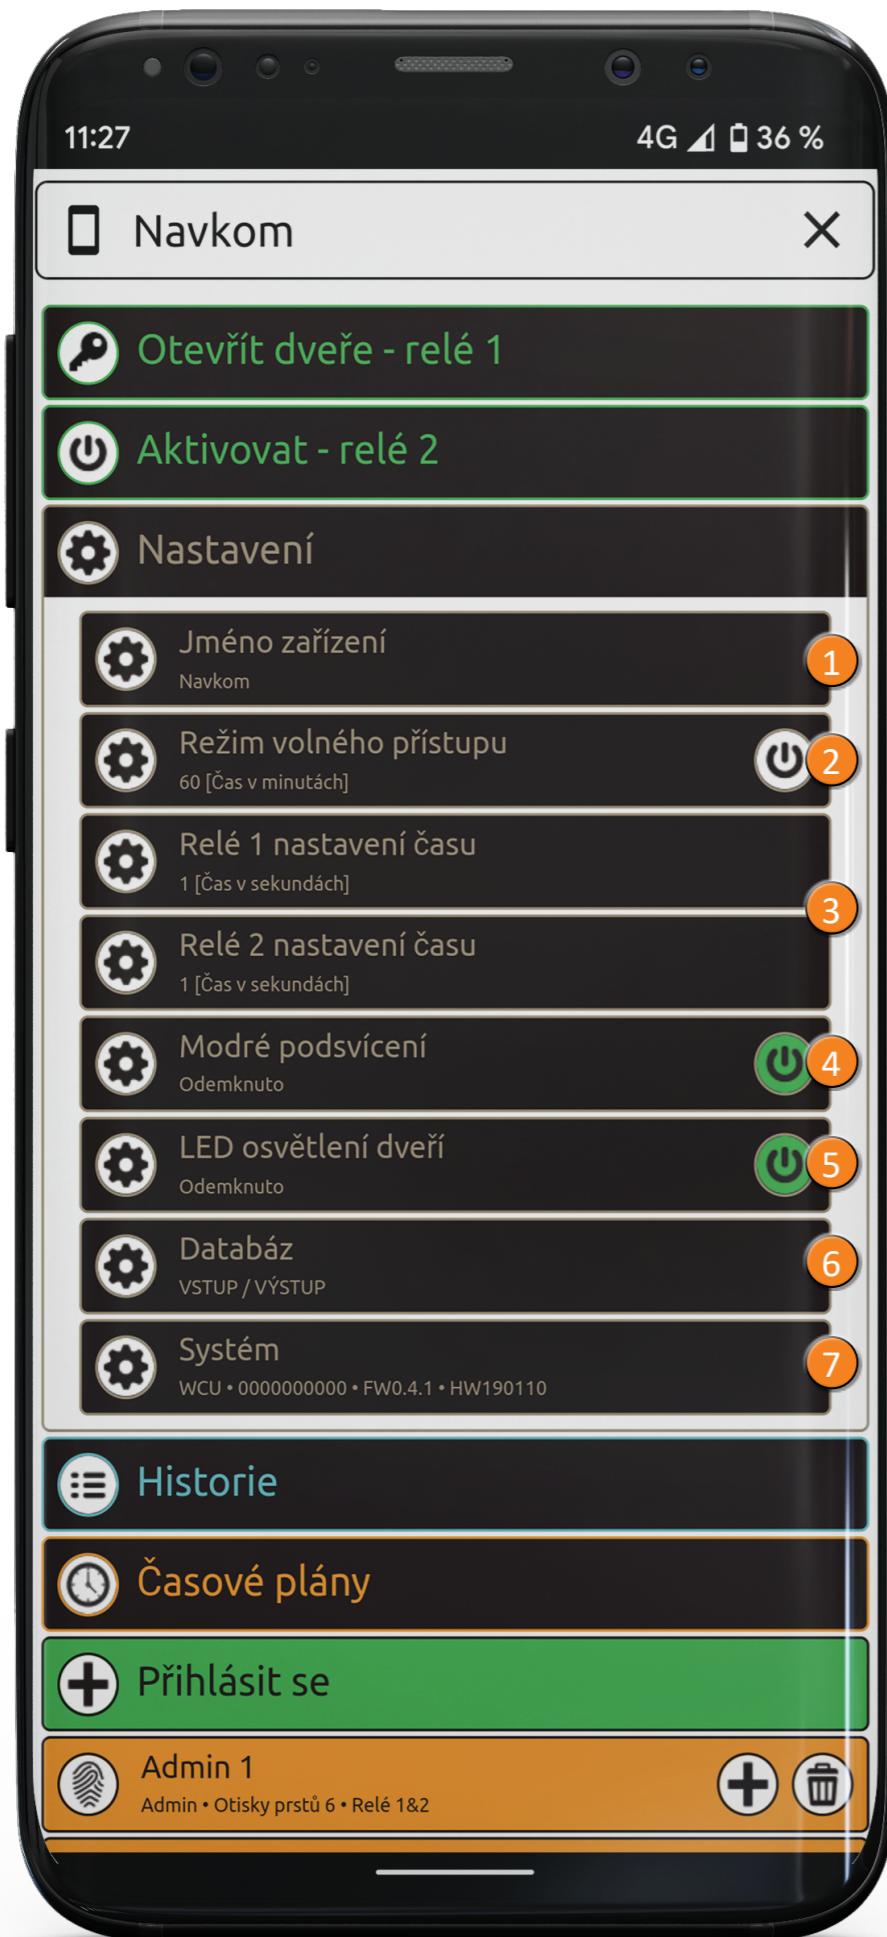 11:27 4G 36 %
Navkom
Otevřít dveře - relé 1
Aktivovat - relé 2
Nastavení
Jméno zařízení
Navkom
1
Režim volného přístupu
60 [Čas v minutách]
2
Relé 1 nastavení času
1 [Čas v sekundách]
3
Relé 2 nastavení času
1 [Čas v sekundách]
Modré podsvícení
Odemknuto
4
LED osvětlení dveří
Odemknuto
5
Databáz
VSTUP / VÝSTUP
6
Systém
WCU • 0000000000 • FW0.4.1 • HW190110
7
Historie
Časové plány
Přihlásit se
Admin 1
Admin • Otisky prstů 6 • Relé 1&2